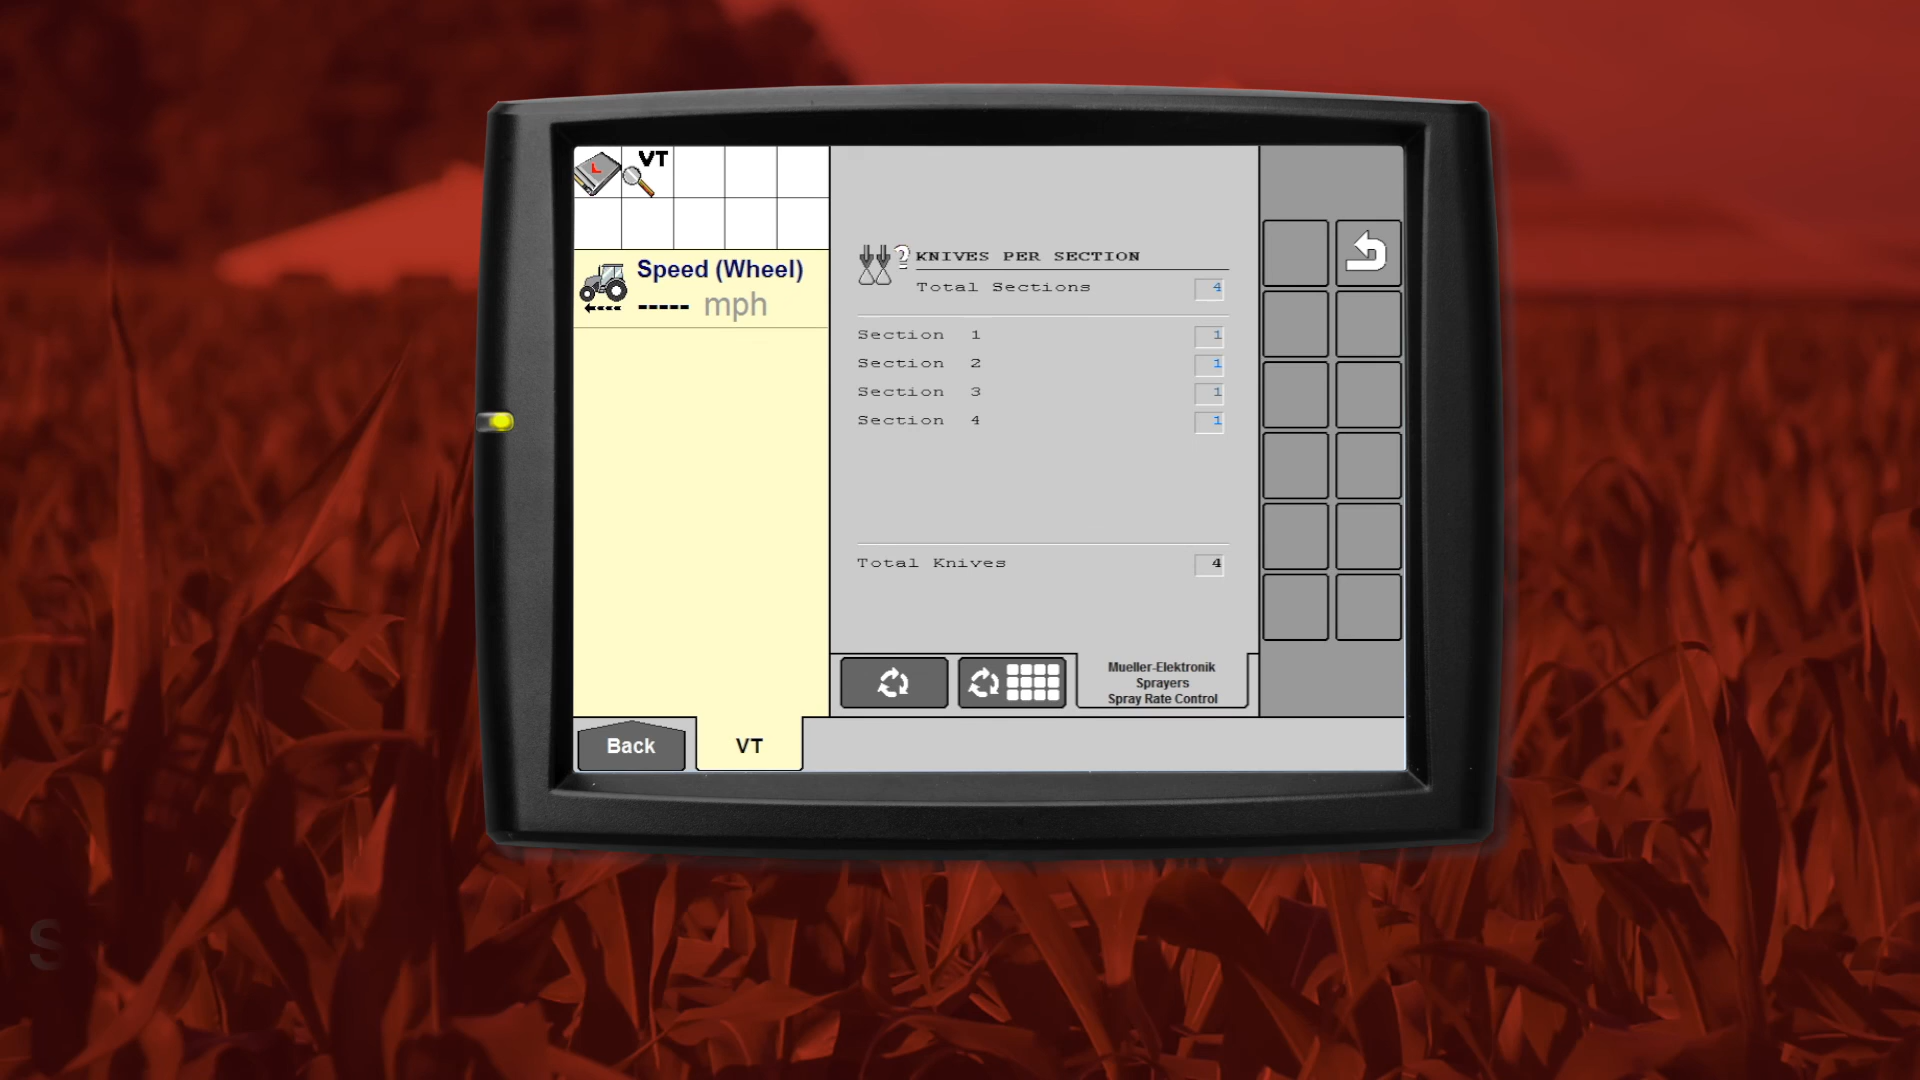 VT
Speed (Wheel)
----- mph
KNIVES PER SECTION
Total Sections 4
Section 1 1
Section 2 1
Section 3 1
Section 4 1
Total Knives 4
Mueller-Elektronik
Sprayers
Spray Rate Control
Back
VT
S